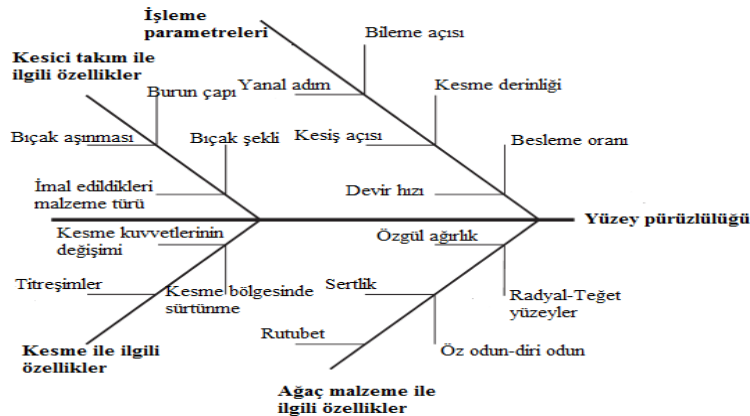 İşleme
parametreleri
Bileme açısı
Kesici takım ile
ilgili özellikler
Burun çapı
Yanal adım
Kesme derinliği
Bıçak aşınması
Bıçak şekli
Kesiş açısı
Besleme oranı
İmal edildikleri
malzeme türü
Devir hızı
Yüzey pürüzlülüğü
Kesme kuvvetlerinin
değişimi
Özgül ağırlık
Titreşimler
Kesme bölgesinde
sürtünme
Sertlik
Radyal-Teğet
yüzeyler
Rutubet
Öz odun-diri odun
Kesme ile ilgili
özellikler
Ağaç malzeme ile
ilgili özellikler